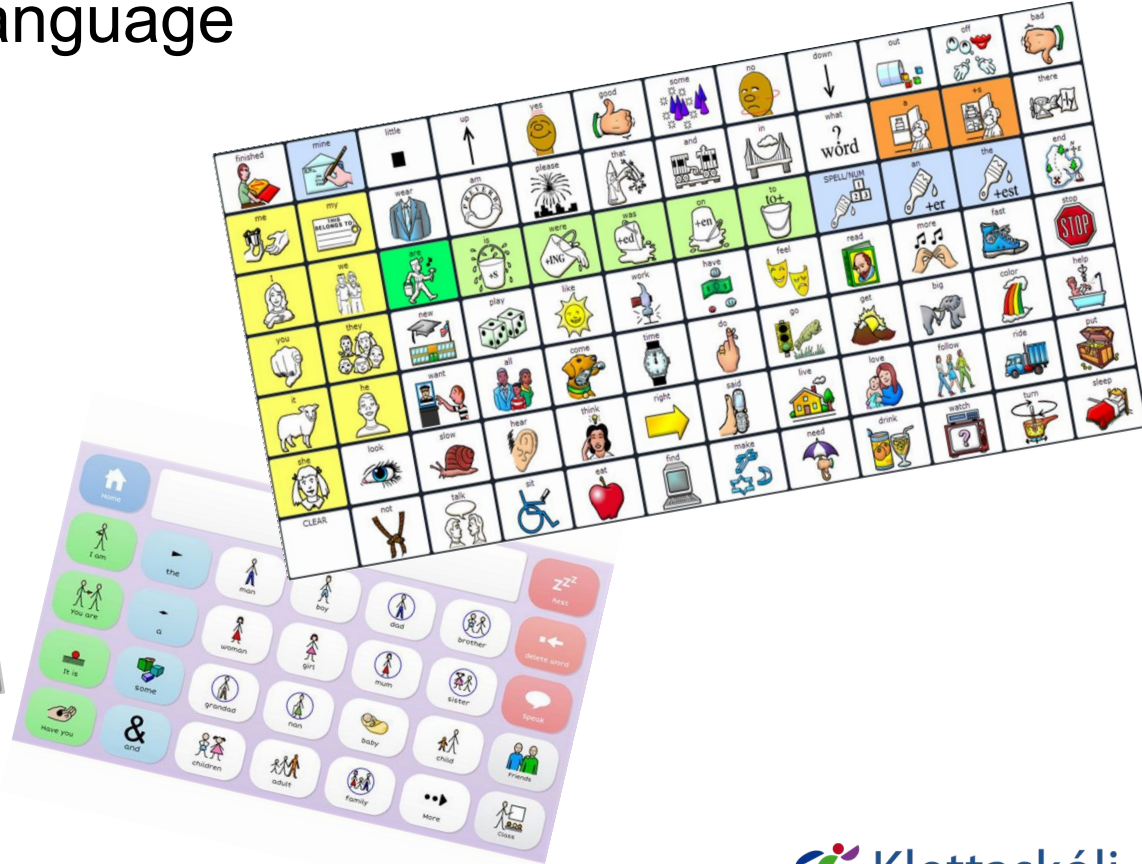 anguage
finished mine little up yes good some no down out off bad
me my wear am please that and in what a +s there
THIS BELONGS TO ? word
I we are is were was on to SPELL/NUM an the end
+S +ING +ed +en to+ 1 2 3 +er +est
you they new play like work have feel read more fast stop
STOP
it he want all come time do go get big color help
she look slow hear think right said live love follow ride put
CLEAR not talk sit eat find make need drink watch turn sleep
?
Home zzz Rest
I am the man boy dad brother delete word
You are a woman girl mum sister Speak
It is some grandad nan baby child Friends
Have you & and children adult family More Class